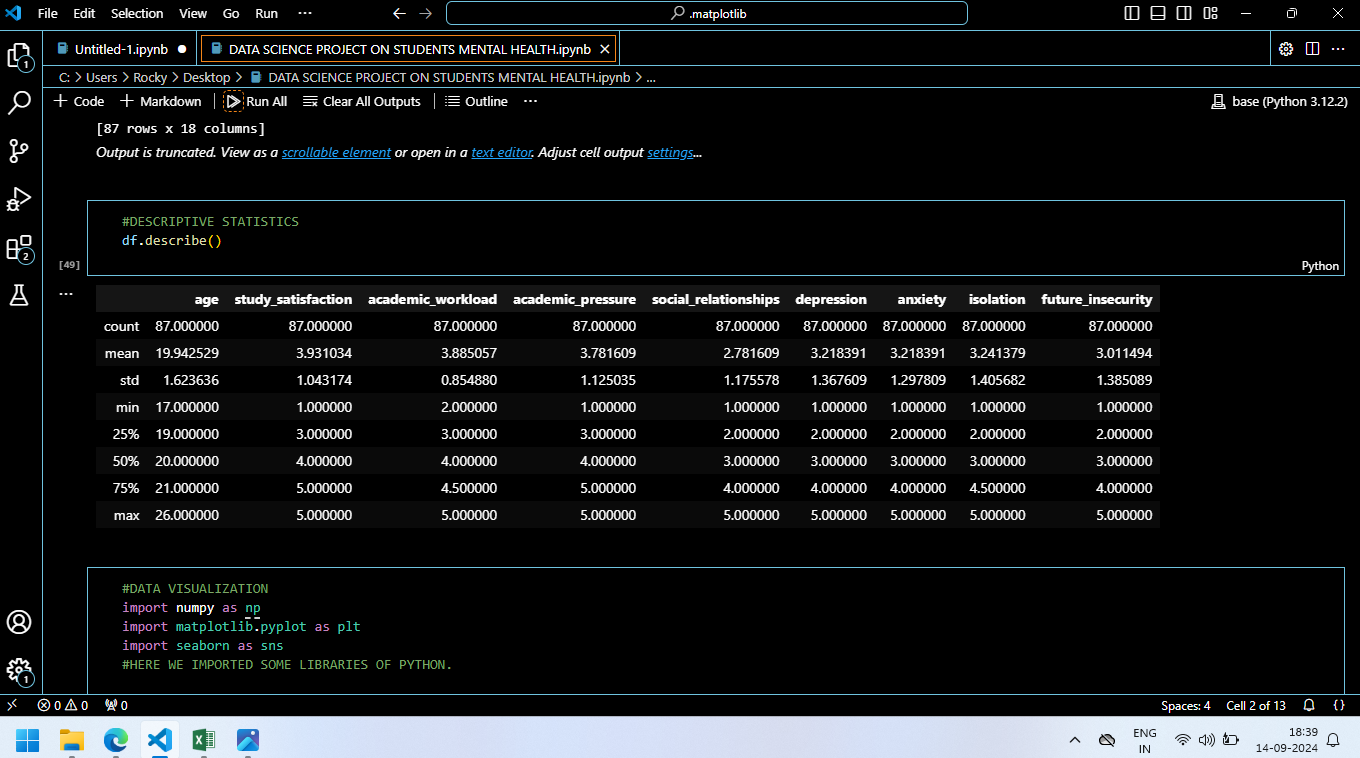 File Edit Selection View Go Run ··· .matplotlib
Untitled-1.ipynb DATA SCIENCE PROJECT ON STUDENTS MENTAL HEALTH.ipynb
C: > Users > Rocky > Desktop > DATA SCIENCE PROJECT ON STUDENTS MENTAL HEALTH.ipynb > ...
+ Code + Markdown Run All Clear All Outputs Outline ··· base (Python 3.12.2)
[87 rows x 18 columns]
Output is truncated. View as a scrollable element or open in a text editor. Adjust cell output settings...
#DESCRIPTIVE STATISTICS
df.describe()
[49] Python
age study_satisfaction academic_workload academic_pressure social_relationships depression anxiety isolation future_insecurity
count 87.000000 87.000000 87.000000 87.000000 87.000000 87.000000 87.000000 87.000000 87.000000
mean 19.942529 3.931034 3.885057 3.781609 2.781609 3.218391 3.218391 3.241379 3.011494
std 1.623636 1.043174 0.854880 1.125035 1.175578 1.367609 1.297809 1.405682 1.385089
min 17.000000 1.000000 2.000000 1.000000 1.000000 1.000000 1.000000 1.000000 1.000000
25% 19.000000 3.000000 3.000000 3.000000 2.000000 2.000000 2.000000 2.000000 2.000000
50% 20.000000 4.000000 4.000000 4.000000 3.000000 3.000000 3.000000 3.000000 3.000000
75% 21.000000 5.000000 4.500000 5.000000 4.000000 4.000000 4.000000 4.500000 4.000000
max 26.000000 5.000000 5.000000 5.000000 5.000000 5.000000 5.000000 5.000000 5.000000
#DATA VISUALIZATION
import numpy as np
import matplotlib.pyplot as plt
import seaborn as sns
#HERE WE IMPORTED SOME LIBRARIES OF PYTHON.
1
2
1
0 0 0 Spaces: 4 Cell 2 of 13 {}
ENG 18:39
IN 14-09-2024